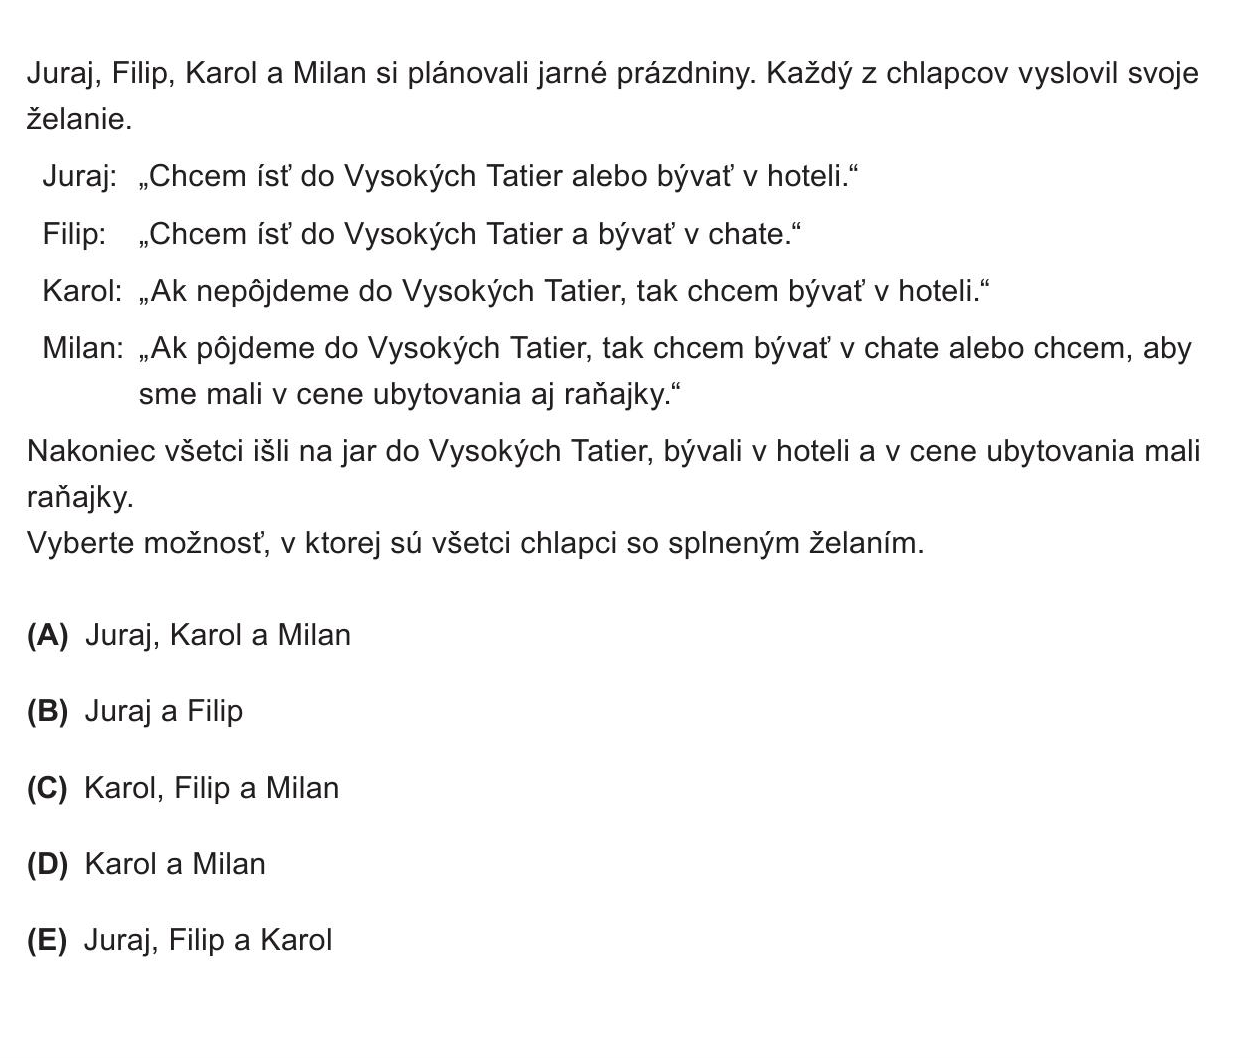 Juraj, Filip, Karol a Milan si plánovali jarné prázdniny. Každý z chlapcov vyslovil svoje
želanie.
Juraj: „Chcem ísť do Vysokých Tatier alebo bývať v hoteli.“
Filip: „Chcem ísť do Vysokých Tatier a bývať v chate.“
Karol: „Ak nepôjdeme do Vysokých Tatier, tak chcem bývať v hoteli.“
Milan: „Ak pôjdeme do Vysokých Tatier, tak chcem bývať v chate alebo chcem, aby
sme mali v cene ubytovania aj raňajky.“
Nakoniec všetci išli na jar do Vysokých Tatier, bývali v hoteli a v cene ubytovania mali
raňajky.
Vyberte možnosť, v ktorej sú všetci chlapci so splneným želaním.
(A) Juraj, Karol a Milan
(B) Juraj a Filip
(C) Karol, Filip a Milan
(D) Karol a Milan
(E) Juraj, Filip a Karol